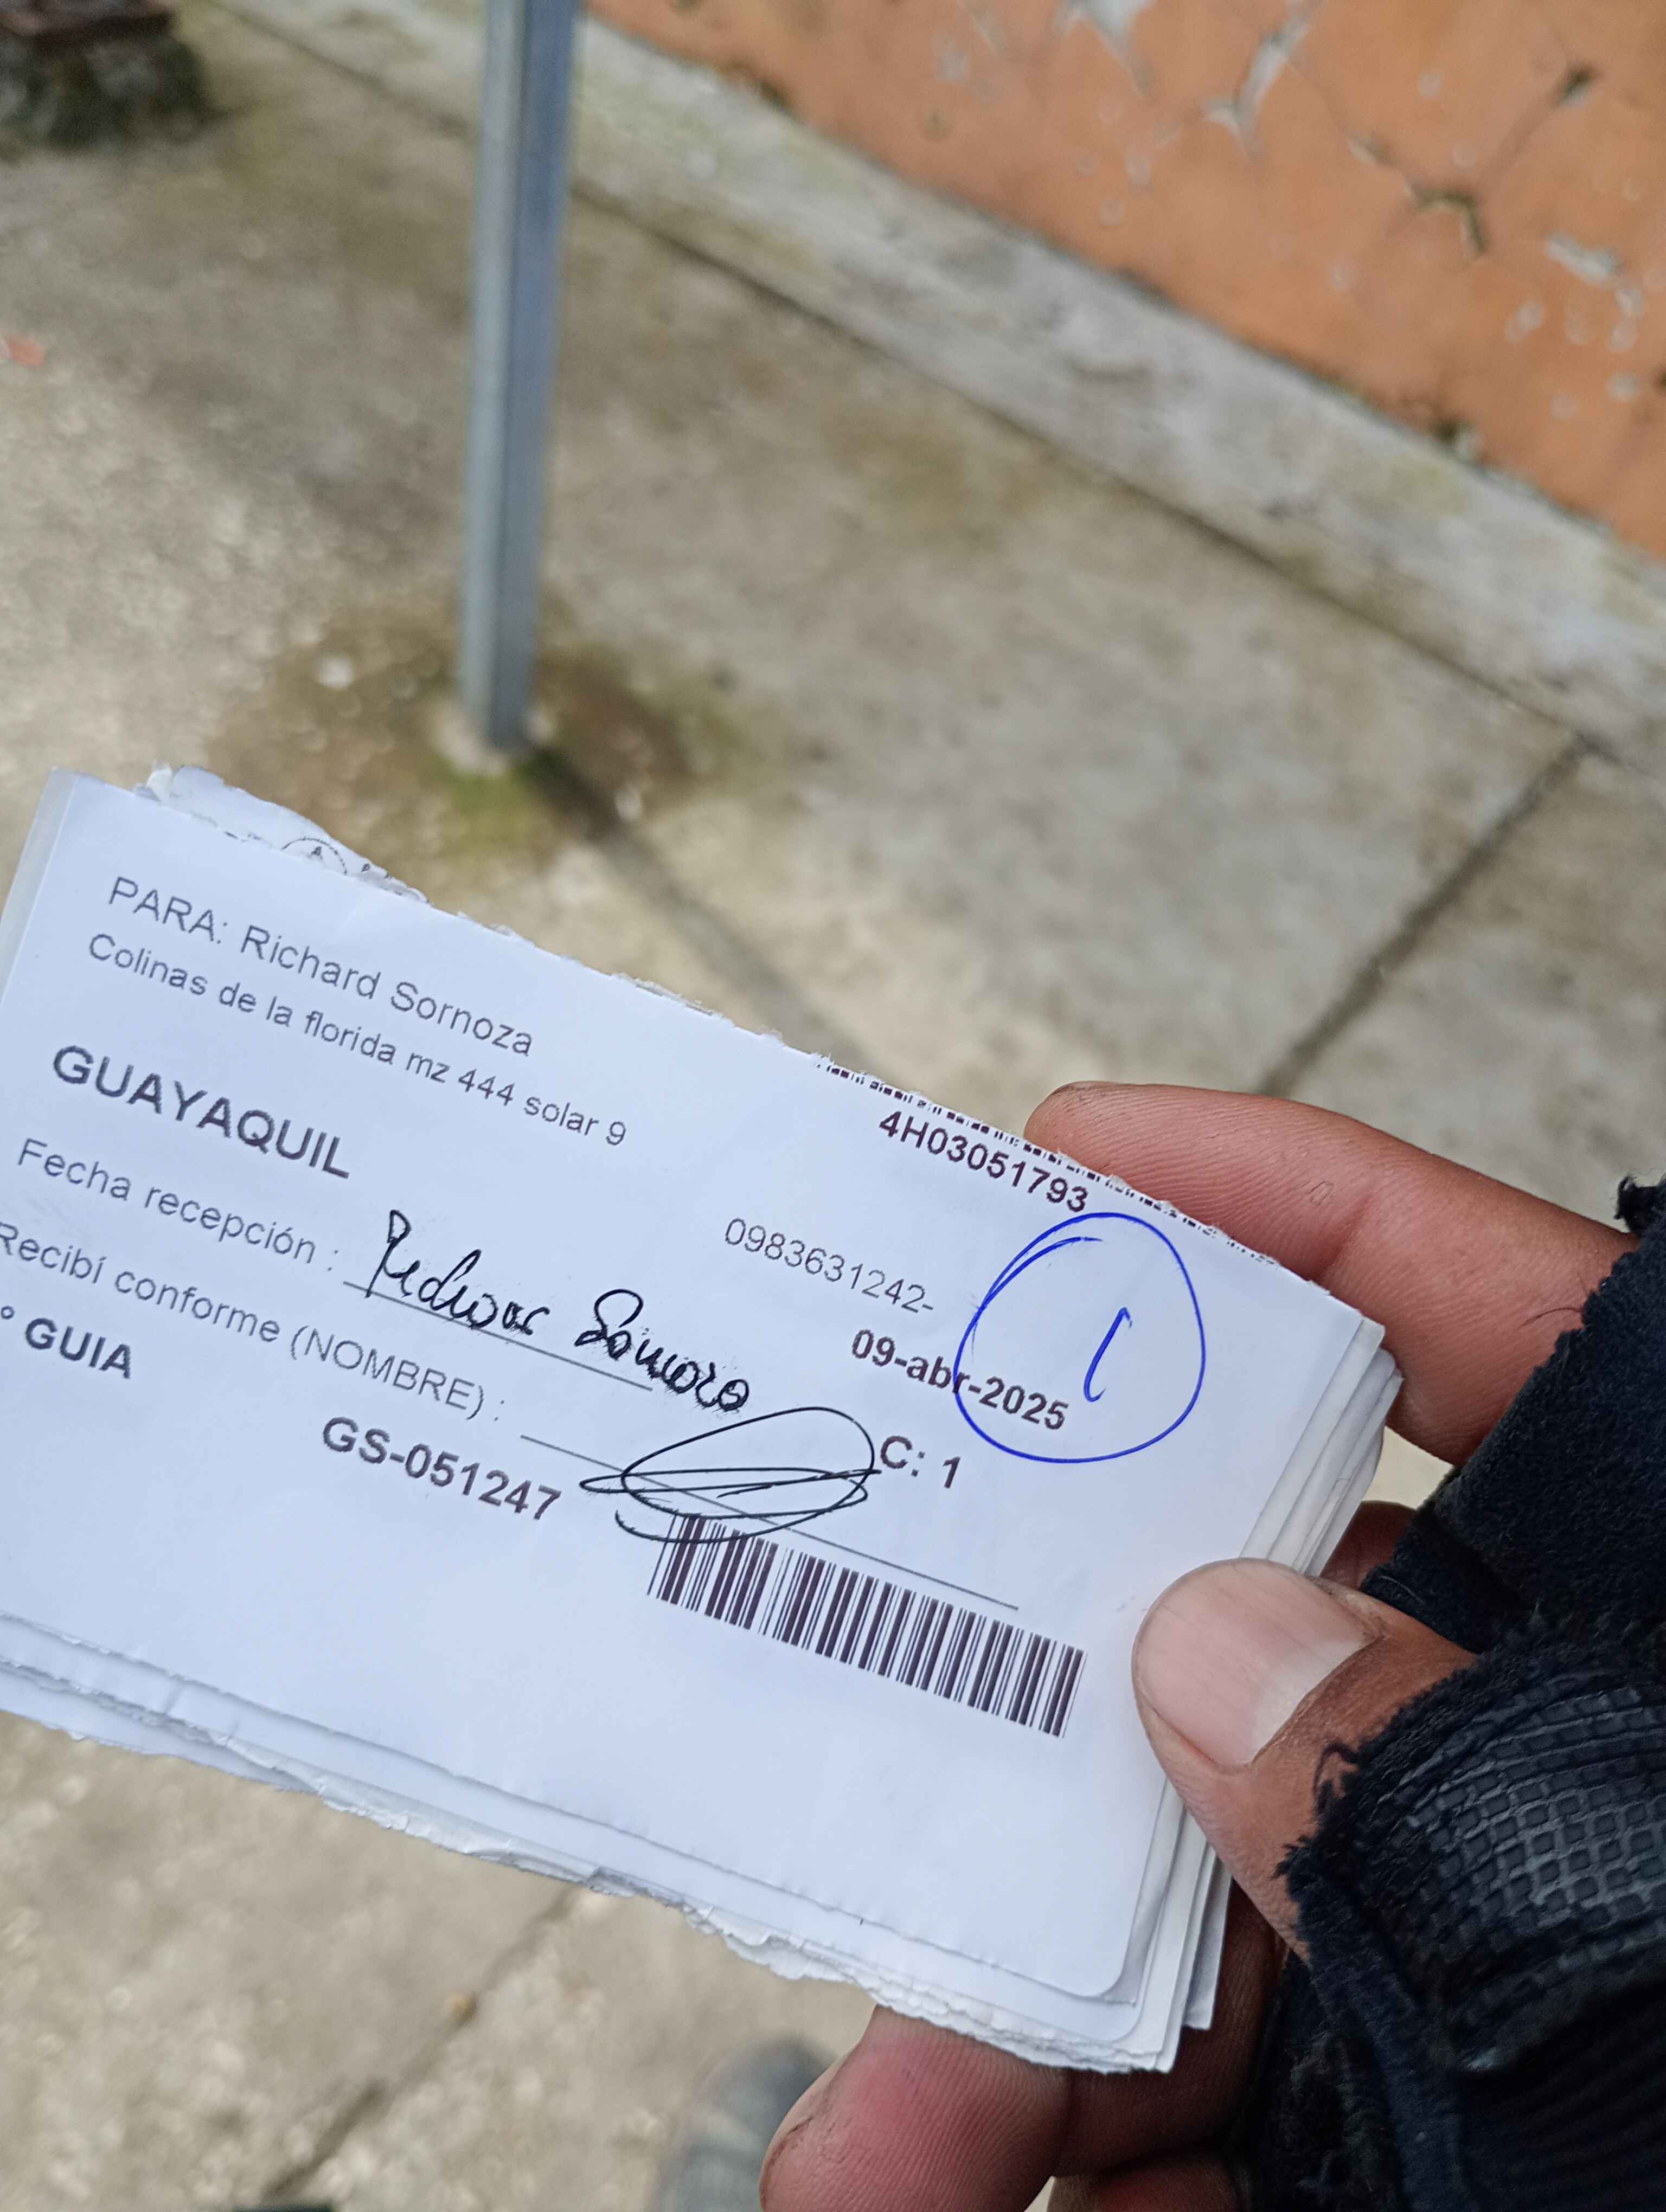 PARA: Richard Sornoza
Colinas de la florida mz 444 solar 9
4H03051793
GUAYAQUIL
0983631242-
1
Fecha recepción :
09-abr-2025
Recibí conforme (NOMBRE) :
C: 1
° GUIA
GS-051247